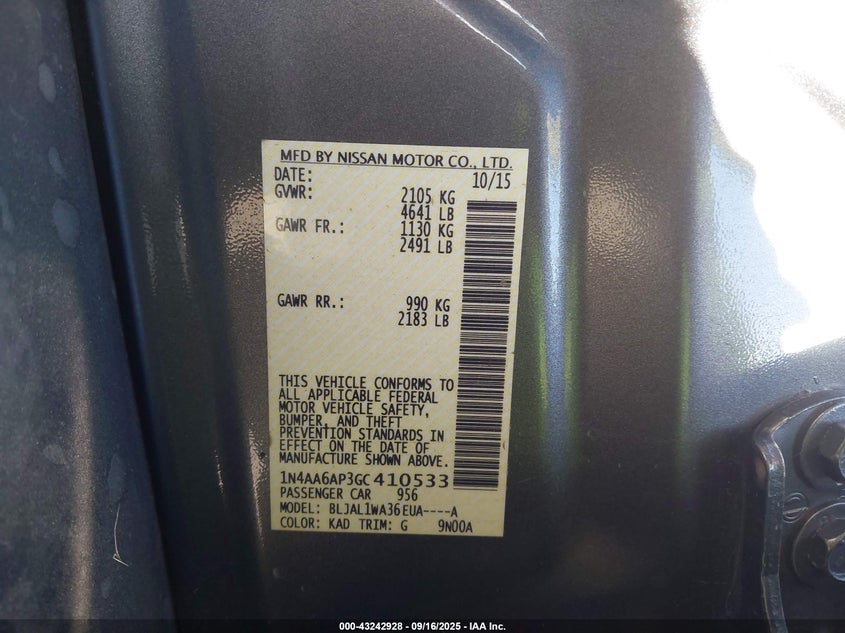 MFD BY NISSAN MOTOR CO., LTD.
DATE: 10/15
GVWR: 2105 KG
4641 LB
GAWR FR.: 1130 KG
2491 LB
GAWR RR.: 990 KG
2183 LB
THIS VEHICLE CONFORMS TO
ALL APPLICABLE FEDERAL
MOTOR VEHICLE SAFETY,
BUMPER, AND THEFT
PREVENTION STANDARDS IN
EFFECT ON THE DATE OF
MANUFACTURE SHOWN ABOVE.
1N4AA6AP3GC410533
PASSENGER CAR 956
MODEL: BLJAL1WA36EUA----A
COLOR: KAD TRIM: G 9N00A
000-43242928 - 09/16/2025 - IAA Inc.